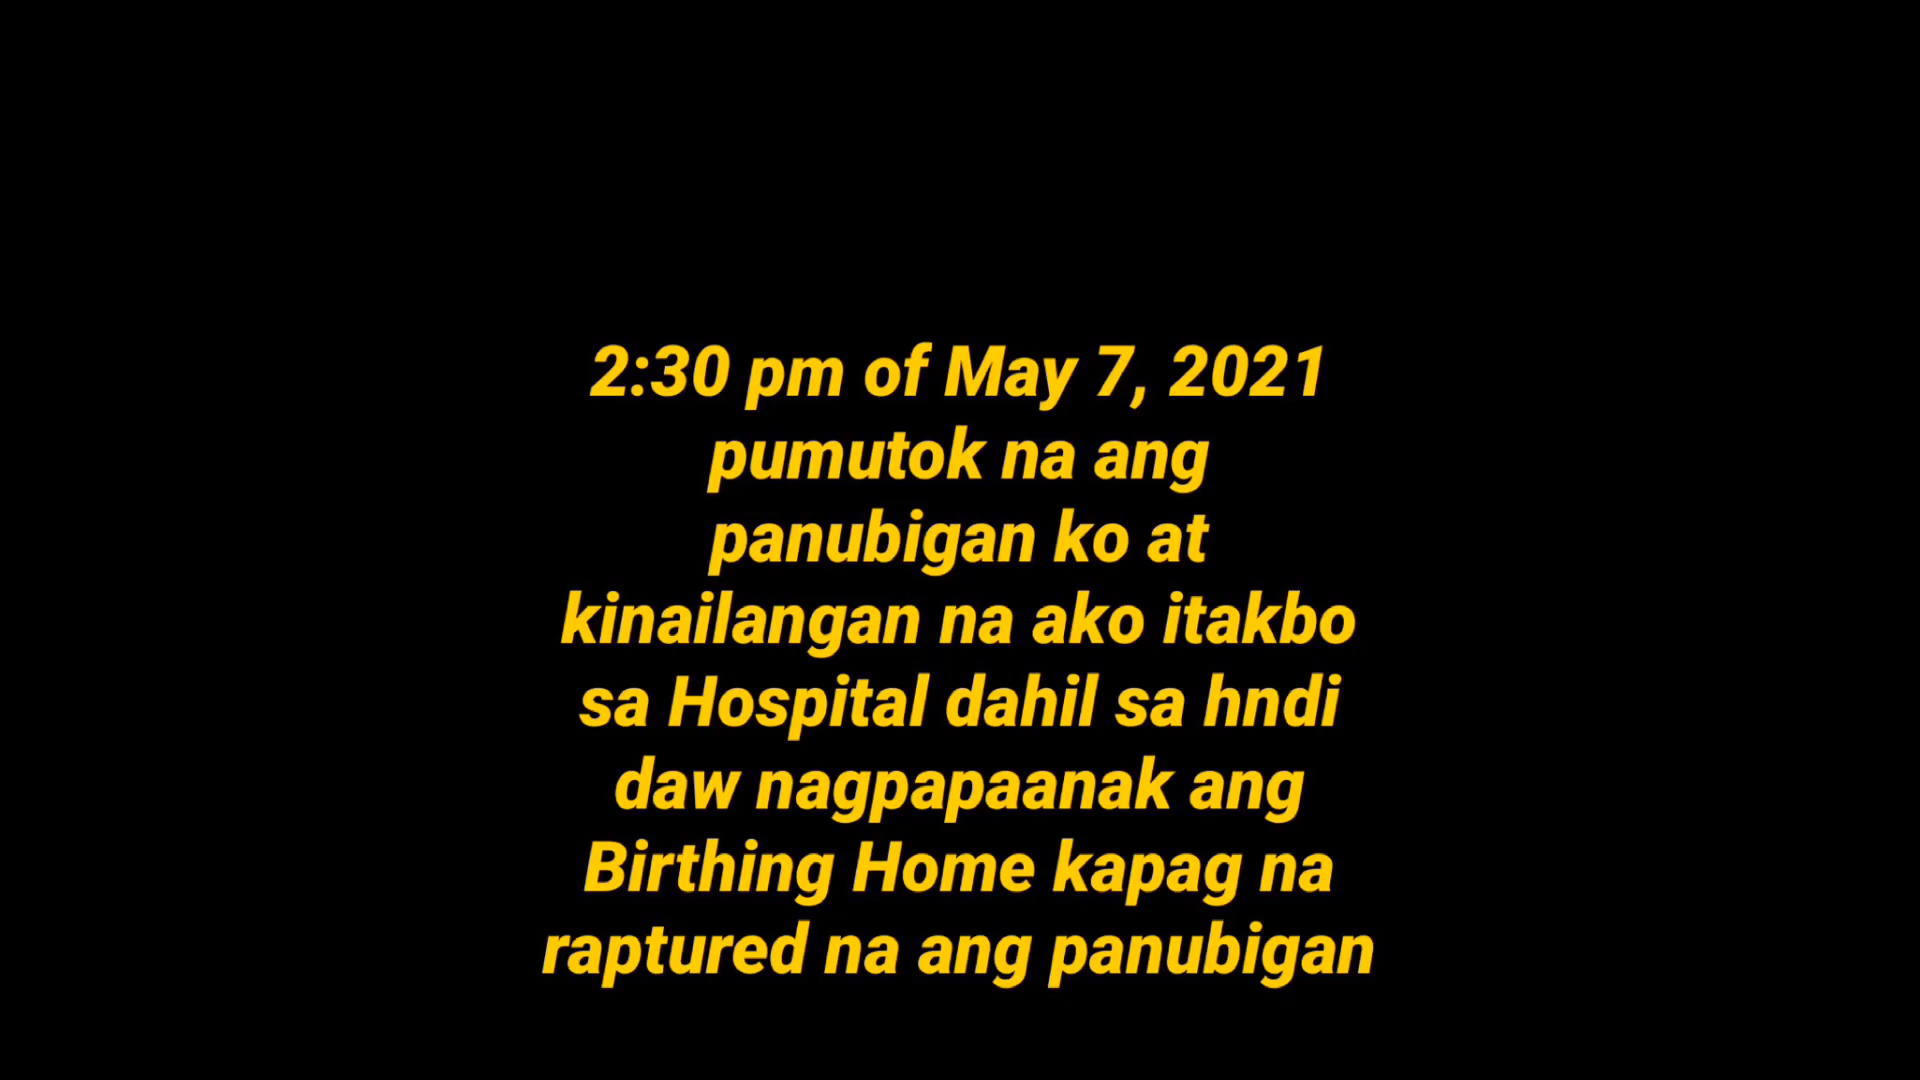 2:30 pm of May 7, 2021
pumutok na ang
panubigan ko at
kinailangan na ako itakbo
sa Hospital dahil sa hndi
daw nagpapaanak ang
Birthing Home kapag na
raptured na ang panubigan